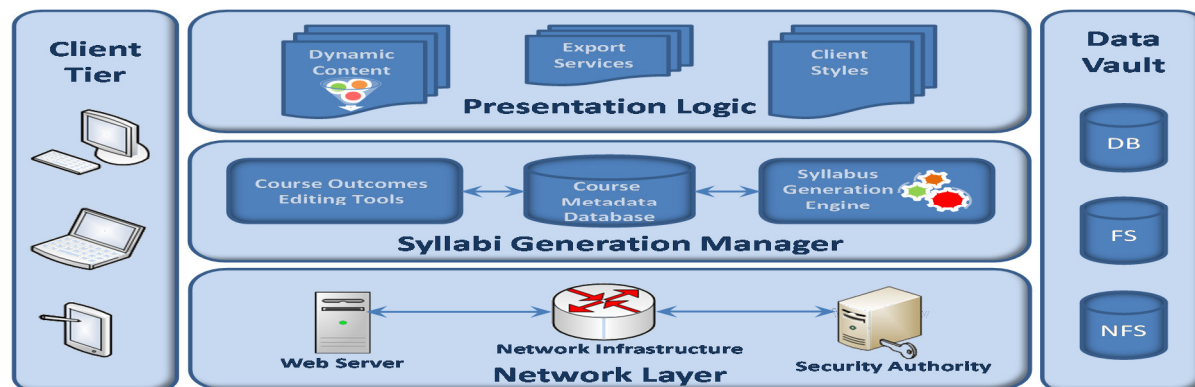 Client
Tier
Dynamic
Content
Export
Services
Client
Styles
Presentation Logic
Course Outcomes
Editing Tools
Course
Metadata
Database
Syllabus
Generation
Engine
Syllabi Generation Manager
Web Server
Network Infrastructure
Security Authority
Network Layer
Data
Vault
DB
FS
NFS